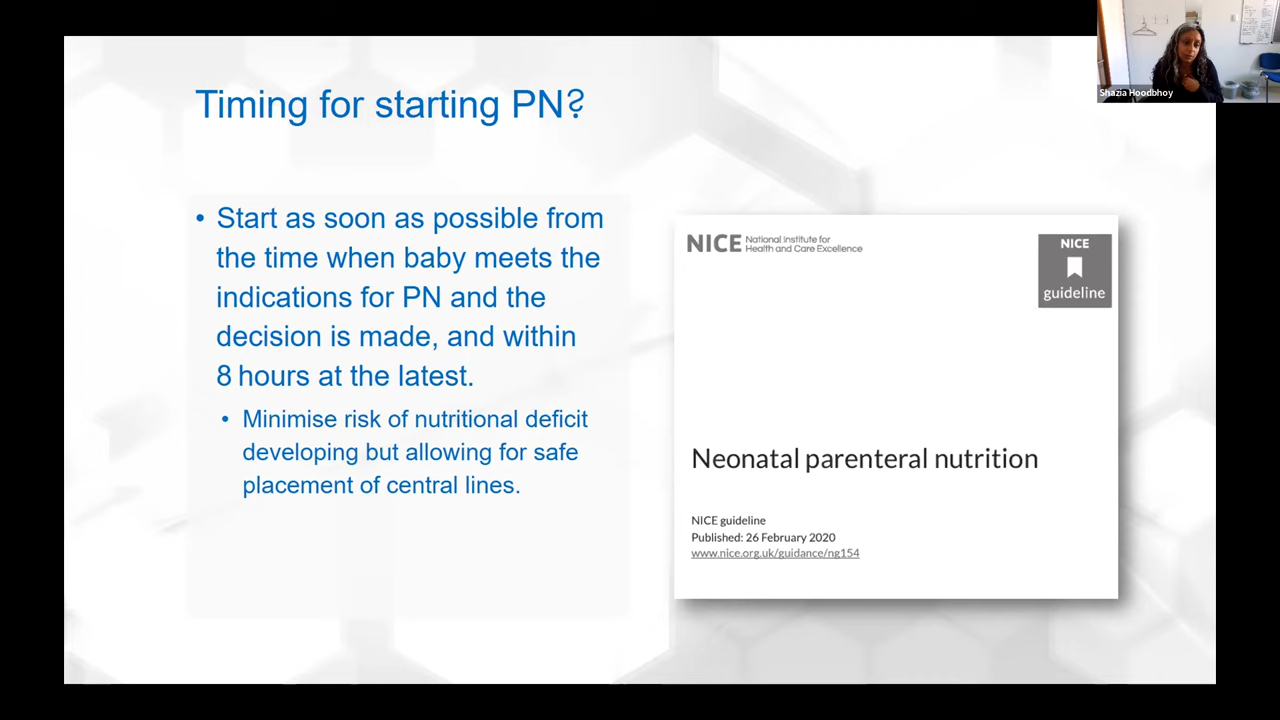 Shazia Hoodbhoy
Timing for starting PN?
• Start as soon as possible from
the time when baby meets the
indications for PN and the
decision is made, and within
8 hours at the latest.
• Minimise risk of nutritional deficit
developing but allowing for safe
placement of central lines.
NICE National Institute for
Health and Care Excellence
NICE
guideline
Neonatal parenteral nutrition
NICE guideline
Published: 26 February 2020
www.nice.org.uk/guidance/ng154